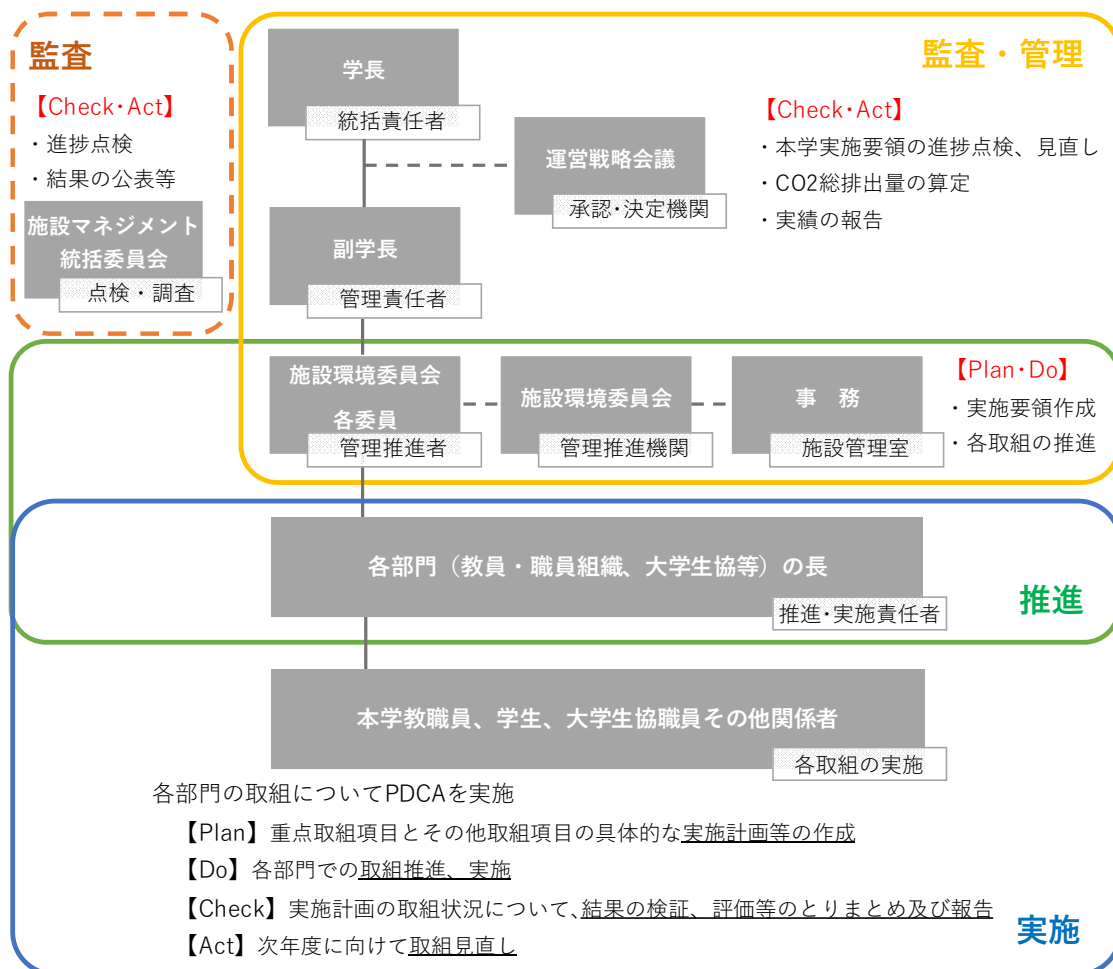 監査
【Check･Act】
・進捗点検
・結果の公表等
施設マネジメント
統括委員会
点検・調査
監査・管理
学長
統括責任者
運営戦略会議
承認･決定機関
【Check･Act】
・本学実施要領の進捗点検、見直し
・CO2総排出量の算定
・実績の報告
副学長
管理責任者
施設環境委員会
各委員
管理推進者
施設環境委員会
管理推進機関
事　務
施設管理室
【Plan･Do】
・実施要領作成
・各取組の推進
各部門（教員・職員組織、大学生協等）の長
推進･実施責任者
推進
本学教職員、学生、大学生協職員その他関係者
各取組の実施
各部門の取組についてPDCAを実施
【Plan】重点取組項目とその他取組項目の具体的な実施計画等の作成
【Do】各部門での取組推進、実施
【Check】実施計画の取組状況について、結果の検証、評価等のとりまとめ及び報告
【Act】次年度に向けて取組見直し
実施